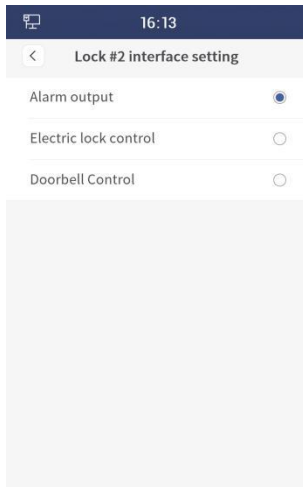 16:13
Lock #2 interface setting
Alarm output
Electric lock control
Doorbell Control